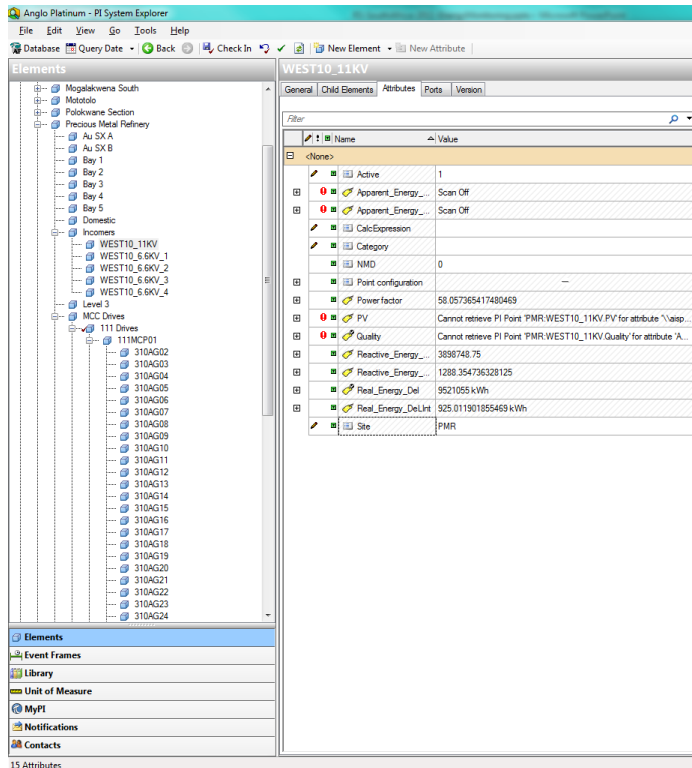 Anglo Platinum - PI System Explorer
File Edit View Go Tools Help
Database Query Date Back Check In New Element New Attribute
Elements
Mogalakwena South
Mototolo
Polokwane Section
Precious Metal Refinery
Au SX A
Au SX B
Bay 1
Bay 2
Bay 3
Bay 4
Bay 5
Domestic
Incomers
WEST10_11KV
WEST10_6.6KV_1
WEST10_6.6KV_2
WEST10_6.6KV_3
WEST10_6.6KV_4
Level 3
MCC Drives
111 Drives
111MCP01
310AG02
310AG03
310AG04
310AG05
310AG06
310AG07
310AG08
310AG09
310AG10
310AG11
310AG12
310AG13
310AG14
310AG15
310AG16
310AG17
310AG18
310AG19
310AG20
310AG21
310AG22
310AG23
310AG24
Elements
Event Frames
Library
Unit of Measure
MyPI
Notifications
Contacts
15 Attributes
WEST10_11KV
General Child Elements Attributes Ports Version
Filter
Name Value
<None>
Active 1
Apparent_Energy_... Scan Off
Apparent_Energy_... Scan Off
CalcExpression
Category
NMD 0
Point configuration —
Power factor 58.057365417480469
PV Cannot retrieve PI Point 'PMR:WEST10_11KV.PV' for attribute "\\aisp...
Quality Cannot retrieve PI Point 'PMR:WEST10_11KV.Quality' for attribute 'A...
Reactive_Energy_... 3898748.75
Reactive_Energy_... 1288.354736328125
Real_Energy_Del 9521055 kWh
Real_Energy_DelInt 925.011901855469 kWh
Site PMR